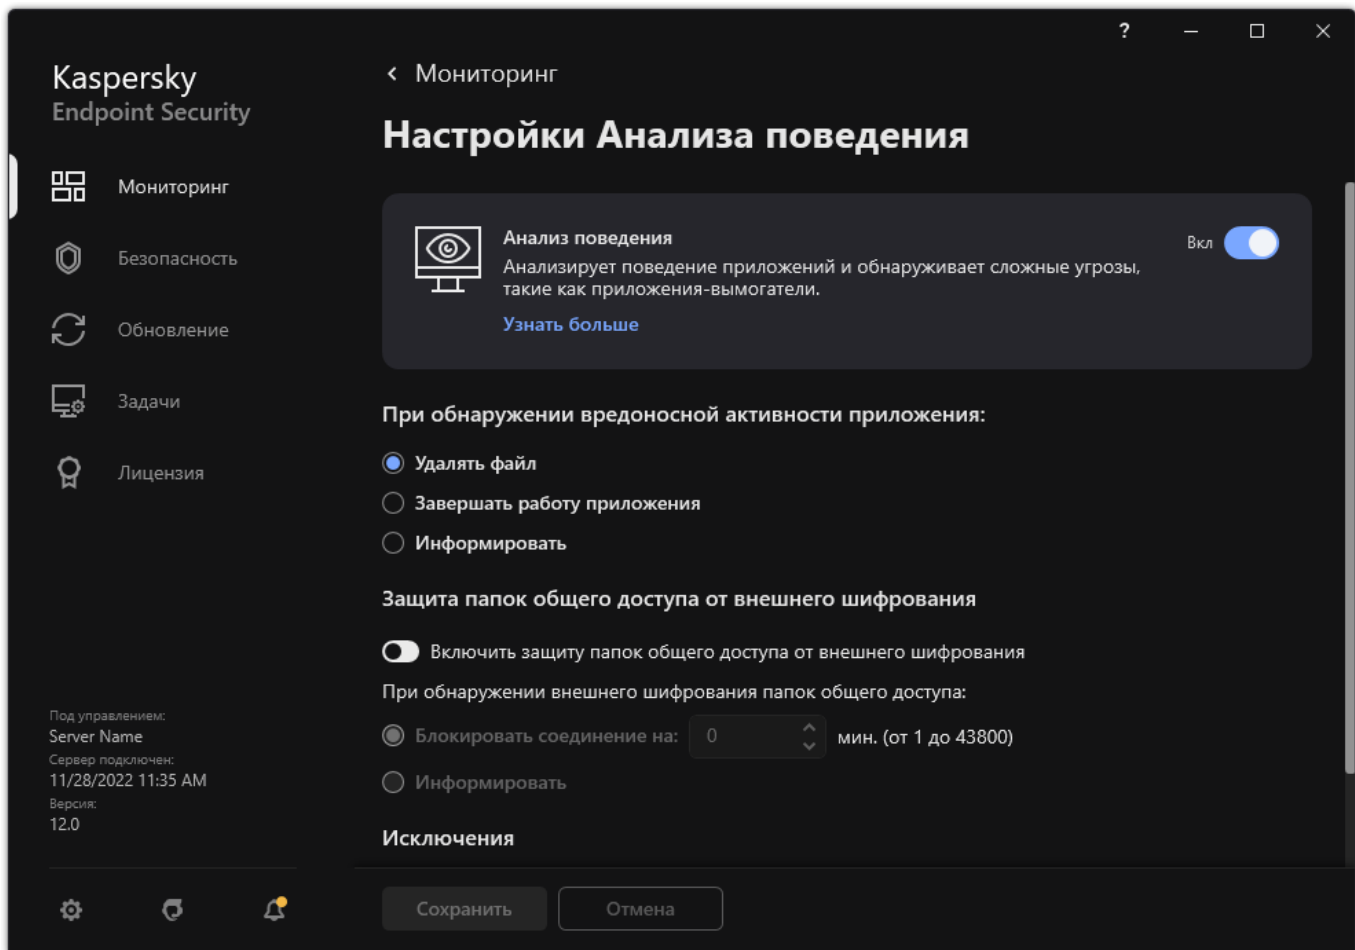 ?
Kaspersky
Endpoint Security
Мониторинг
Безопасность
Обновление
Задачи
Лицензия
Под управлением:
Server Name
Сервер подключен:
11/28/2022 11:35 AM
Версия:
12.0
Мониторинг
Настройки Анализа поведения
Анализ поведения
Вкл
Анализирует поведение приложений и обнаруживает сложные угрозы,
такие как приложения-вымогатели.
Узнать больше
При обнаружении вредоносной активности приложения:
Удалять файл
Завершать работу приложения
Информировать
Защита папок общего доступа от внешнего шифрования
Включить защиту папок общего доступа от внешнего шифрования
При обнаружении внешнего шифрования папок общего доступа:
Блокировать соединение на: 0 мин. (от 1 до 43800)
Информировать
Исключения
Сохранить
Отмена